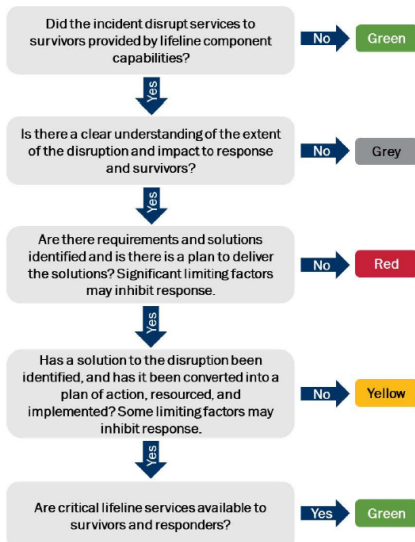 Did the incident disrupt services to
survivors provided by lifeline component
capabilities?
No
Green
Yes
Is there a clear understanding of the extent
of the disruption and impact to response
and survivors?
No
Grey
Yes
Are there requirements and solutions
identified and is there is a plan to deliver
the solutions? Significant limiting factors
may inhibit response.
No
Red
Yes
Has a solution to the disruption been
identified, and has it been converted into a
plan of action, resourced, and
implemented? Some limiting factors may
inhibit response.
No
Yellow
Yes
Are critical lifeline services available to
survivors and responders?
Yes
Green